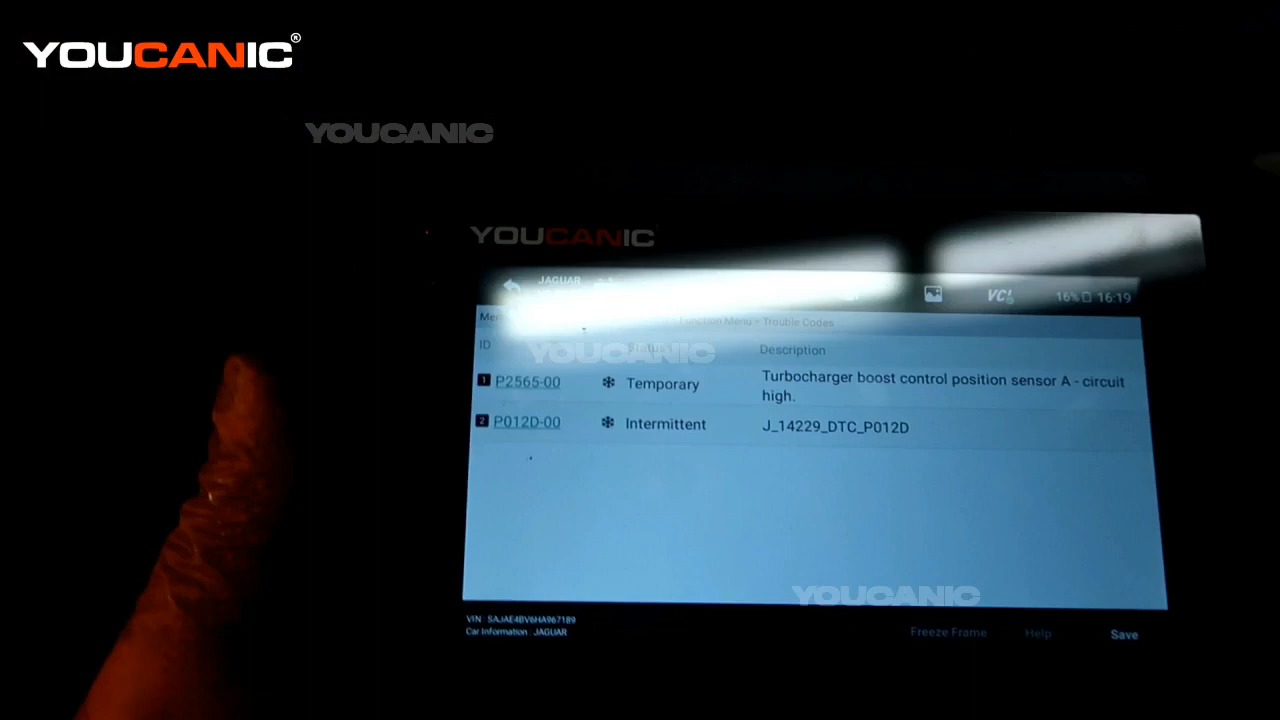 YOUCANIC®
YOUCANIC
YOUCANIC
JAGUAR
VCI
16% 16:19
Function Menu > Trouble Codes
ID Status Description
YOUCANIC
1 P2565-00 Temporary Turbocharger boost control position sensor A - circuit
high.
2 P012D-00 Intermittent J_14229_DTC_P012D
YOUCANIC
VIN : SAJAE4BV6HA967189
Car Information : JAGUAR
Freeze Frame Help Save